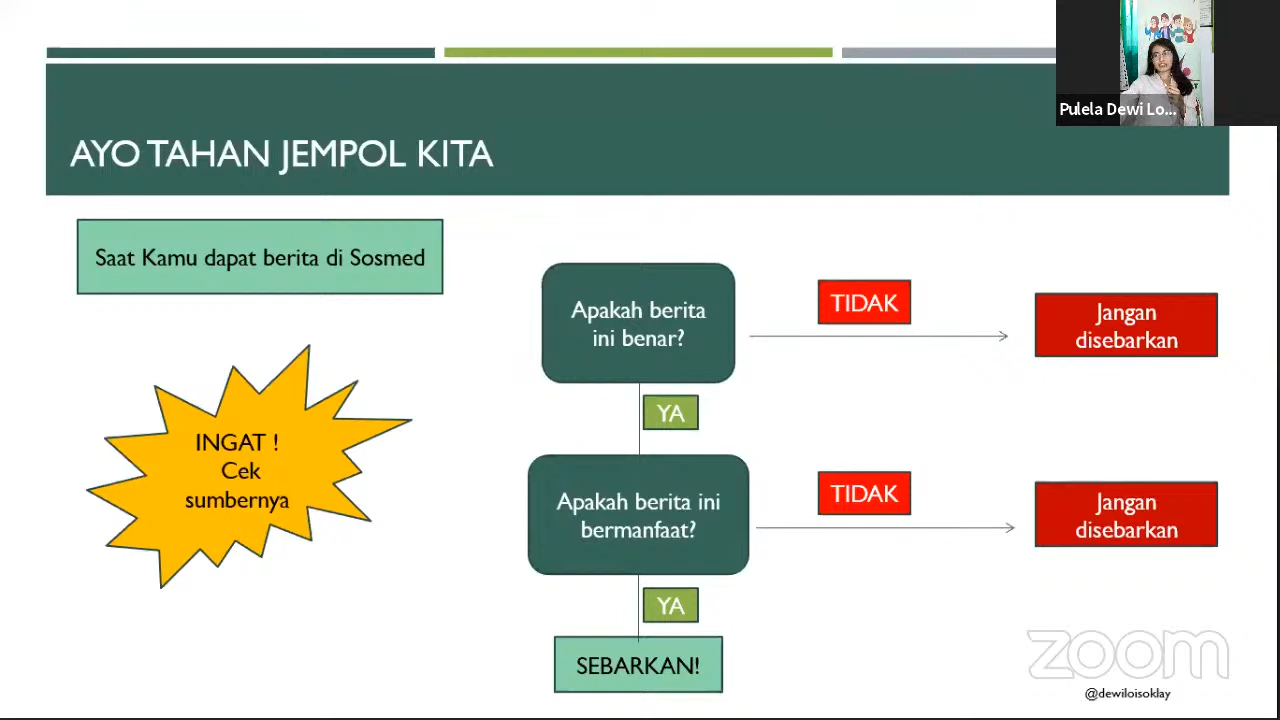 Pulela Dewi Lo...
AYO TAHAN JEMPOL KITA
Saat Kamu dapat berita di Sosmed
INGAT !
Cek
sumbernya
Apakah berita
ini benar?
TIDAK
Jangan
disebarkan
YA
Apakah berita ini
bermanfaat?
TIDAK
Jangan
disebarkan
YA
SEBARKAN!
zoom
@dewiloisoklay